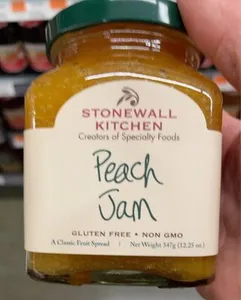 STONEWALL
KITCHEN
Creators of Specialty Foods
Peach
Jam
GLUTEN FREE • NON GMO
A Classic Fruit Spread | Net Weight 347g (12.25 oz.)